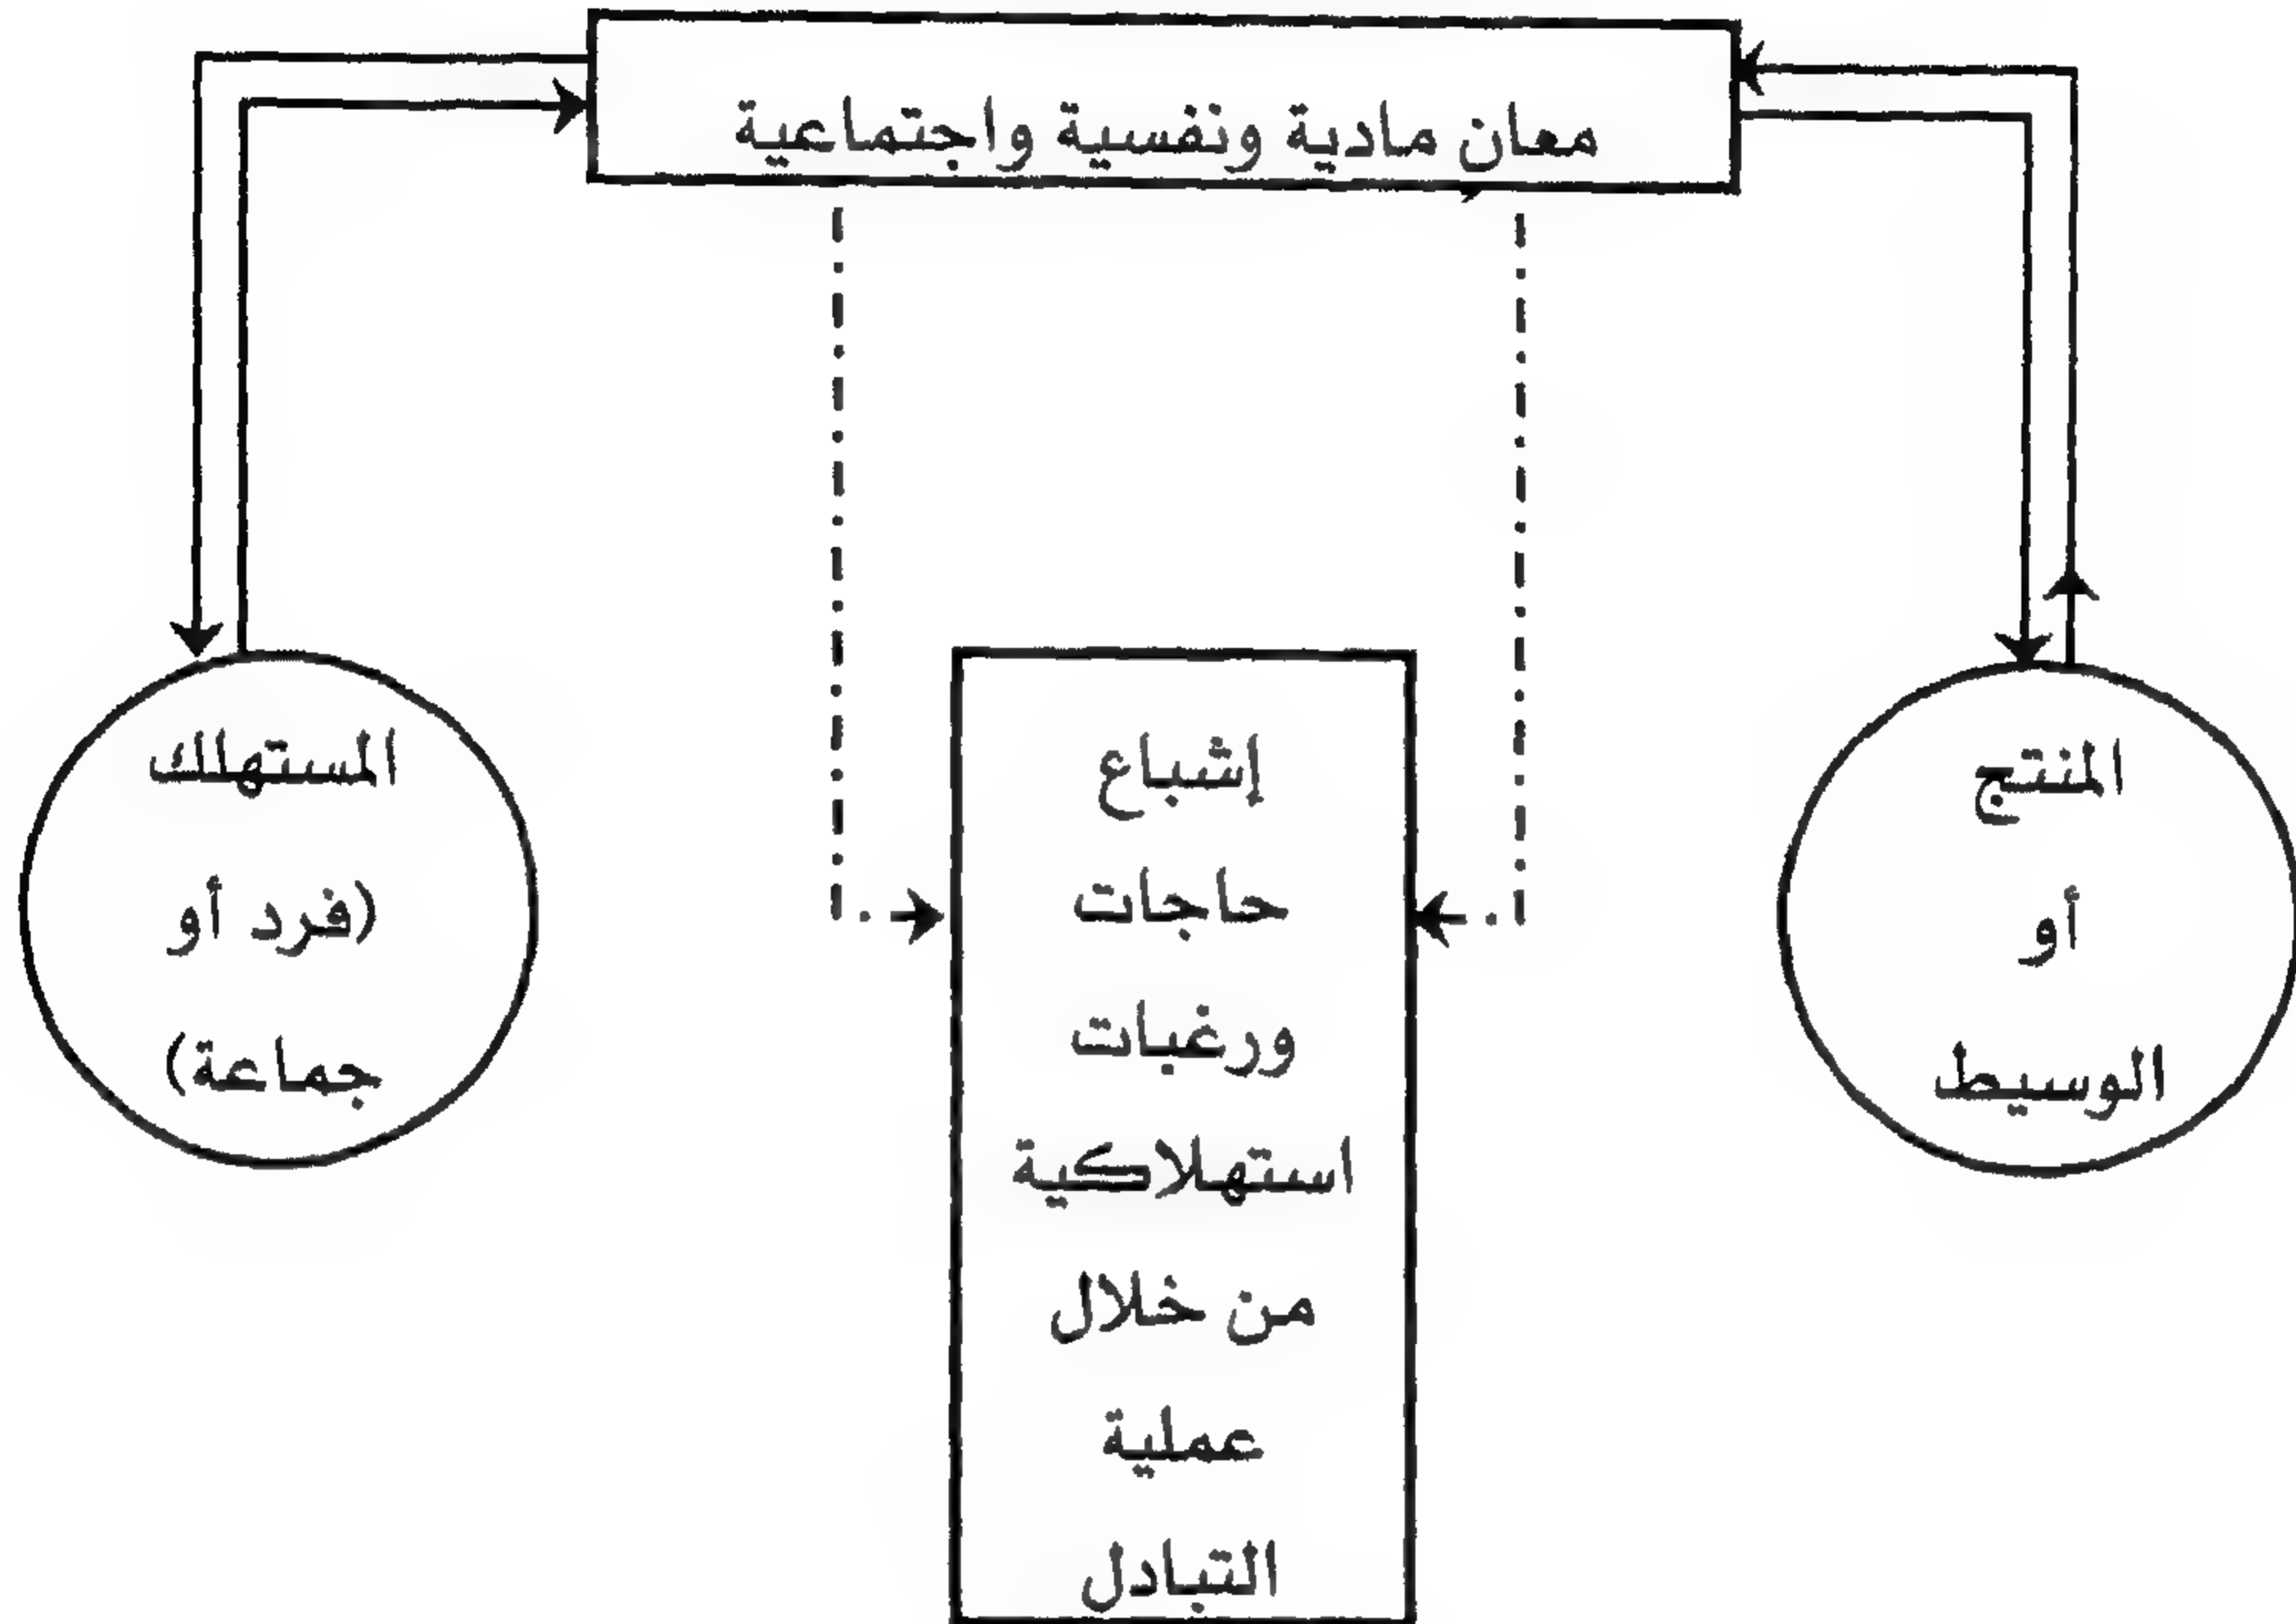 معان مادية ونفسية واجتماعية
المنتج
أو
الوسيط
إشباع
حاجات
ورغبات
استهلاكية
من خلال
عملية
التبادل
المستهلك
(فرد أو
جماعة)